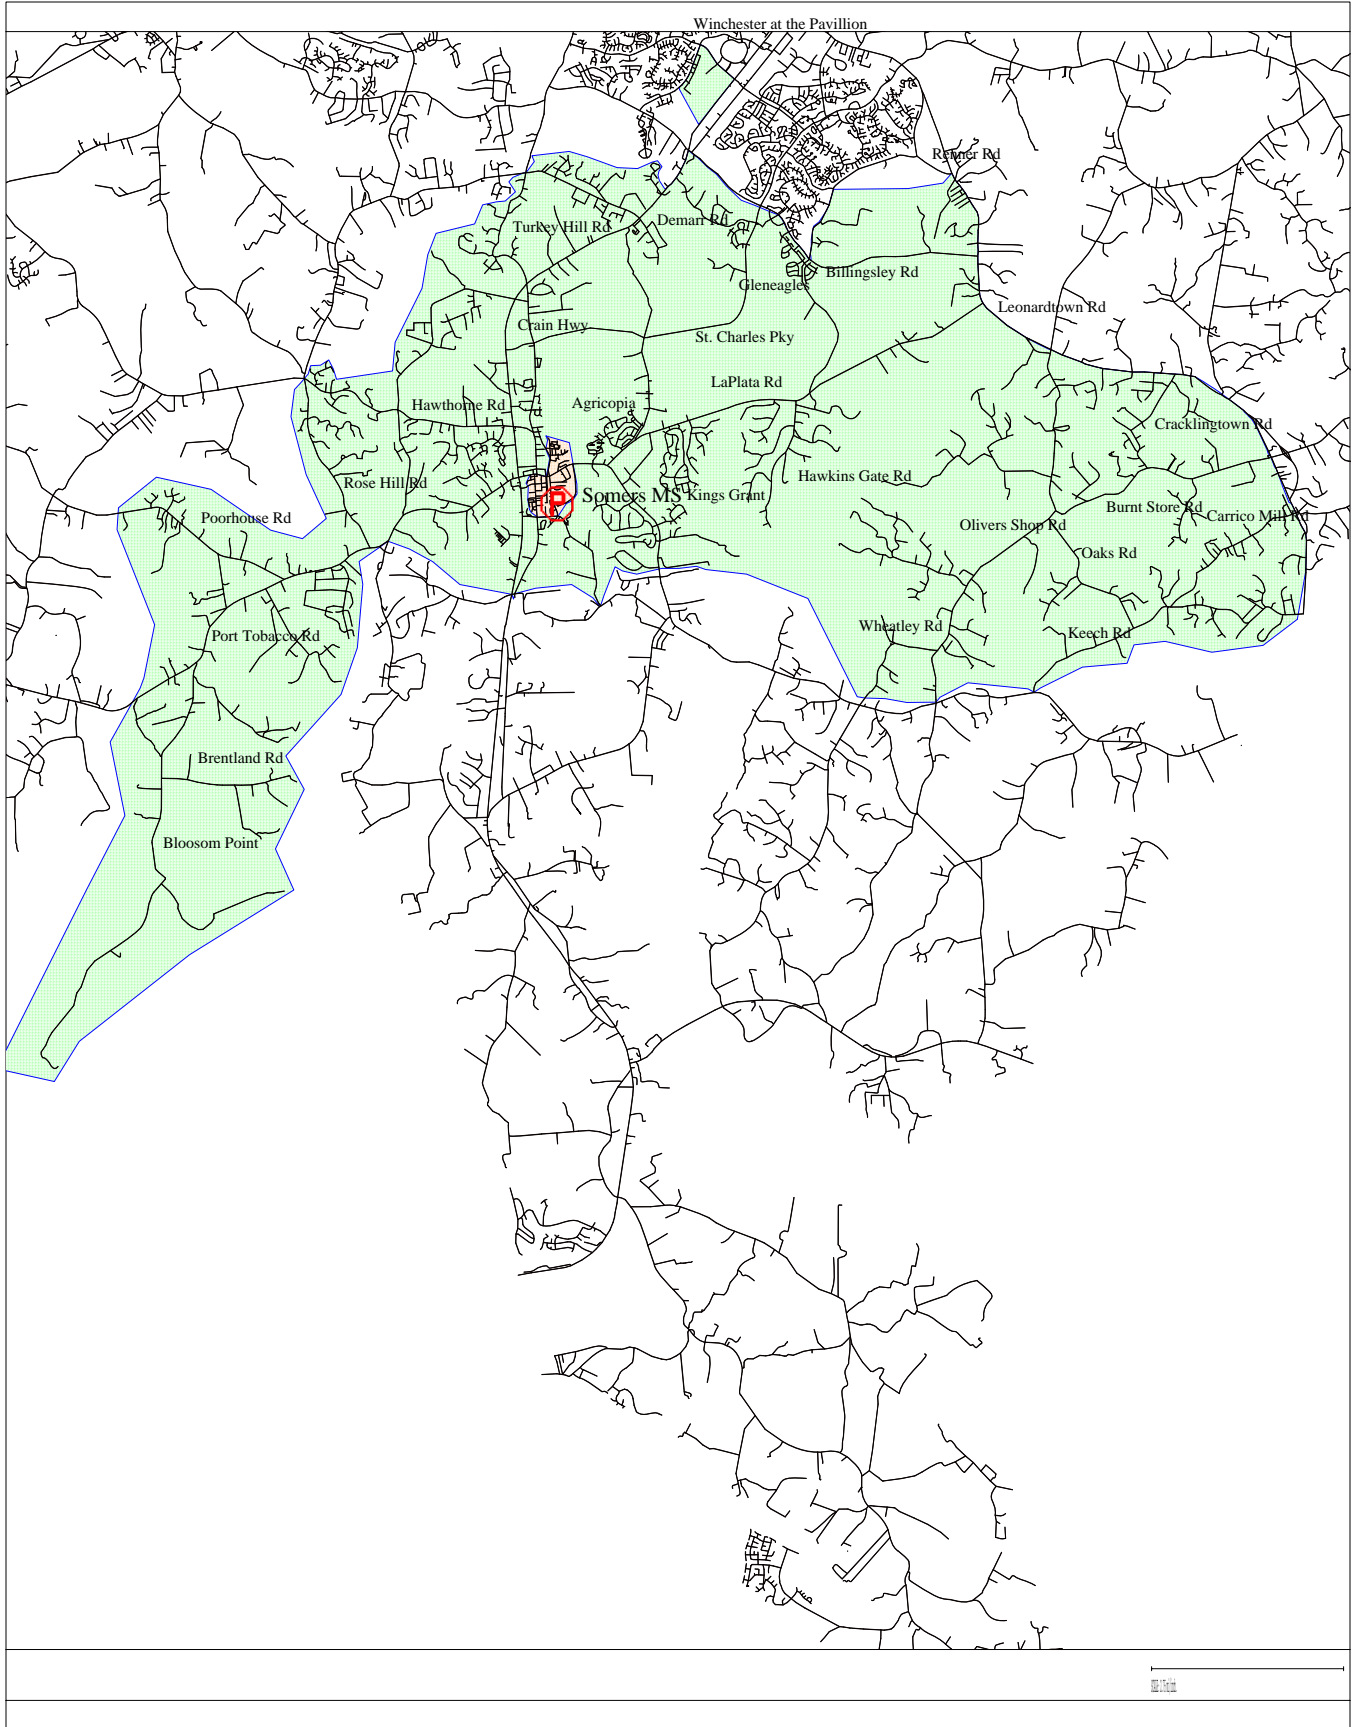 Winchester at the Pavillion
Renner Rd
Demarr Rd
Turkey Hill Rd
Billingsley Rd
Gleneagles
Leonardtown Rd
Crain Hwy
St. Charles Pky
LaPlata Rd
Hawthorne Rd
Agricopia
Cracklingtown Rd
Hawkins Gate Rd
Rose Hill Rd
Somers MS
Kings Grant
Burnt Store Rd
Carrico Mill Rd
Poorhouse Rd
Olivers Shop Rd
Oaks Rd
Wheatley Rd
Keech Rd
Port Tobacco Rd
Brentland Rd
Bloosom Point